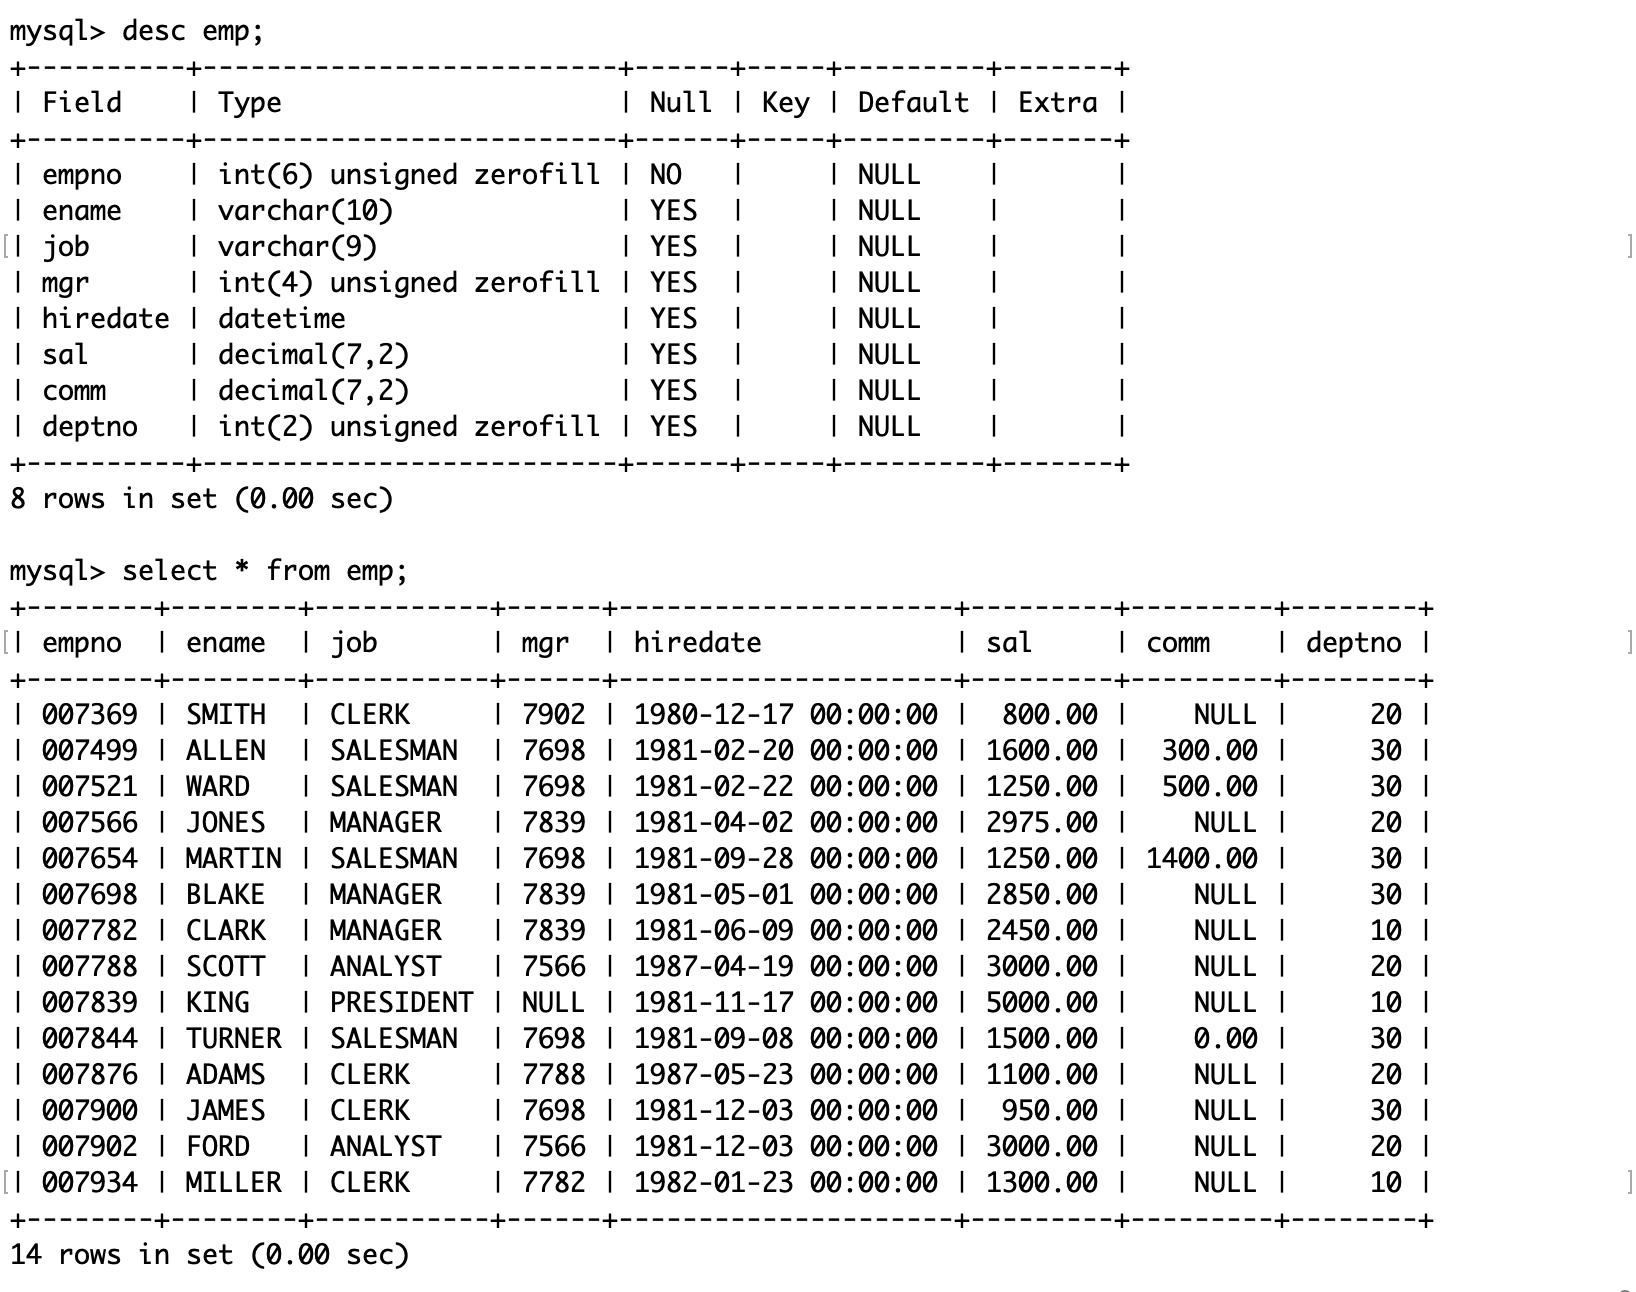 mysql> desc emp;
+----------+--------------------------+------+-----+---------+-------+
| Field    | Type                     | Null | Key | Default | Extra |
+----------+--------------------------+------+-----+---------+-------+
| empno    | int(6) unsigned zerofill | NO   |     | NULL    |       |
| ename    | varchar(10)              | YES  |     | NULL    |       |
[| job      | varchar(9)               | YES  |     | NULL    |       |                               ]
| mgr      | int(4) unsigned zerofill | YES  |     | NULL    |       |
| hiredate | datetime                 | YES  |     | NULL    |       |
| sal      | decimal(7,2)             | YES  |     | NULL    |       |
| comm     | decimal(7,2)             | YES  |     | NULL    |       |
| deptno   | int(2) unsigned zerofill | YES  |     | NULL    |       |
+----------+--------------------------+------+-----+---------+-------+
8 rows in set (0.00 sec)
mysql> select * from emp;
+--------+--------+-----------+------+---------------------+---------+---------+--------+
[| empno  | ename  | job       | mgr  | hiredate            | sal     | comm    | deptno |            ]
+--------+--------+-----------+------+---------------------+---------+---------+--------+
| 007369 | SMITH  | CLERK     | 7902 | 1980-12-17 00:00:00 |  800.00 |    NULL |     20 |
| 007499 | ALLEN  | SALESMAN  | 7698 | 1981-02-20 00:00:00 | 1600.00 |  300.00 |     30 |
| 007521 | WARD   | SALESMAN  | 7698 | 1981-02-22 00:00:00 | 1250.00 |  500.00 |     30 |
| 007566 | JONES  | MANAGER   | 7839 | 1981-04-02 00:00:00 | 2975.00 |    NULL |     20 |
| 007654 | MARTIN | SALESMAN  | 7698 | 1981-09-28 00:00:00 | 1250.00 | 1400.00 |     30 |
| 007698 | BLAKE  | MANAGER   | 7839 | 1981-05-01 00:00:00 | 2850.00 |    NULL |     30 |
| 007782 | CLARK  | MANAGER   | 7839 | 1981-06-09 00:00:00 | 2450.00 |    NULL |     10 |
| 007788 | SCOTT  | ANALYST   | 7566 | 1987-04-19 00:00:00 | 3000.00 |    NULL |     20 |
| 007839 | KING   | PRESIDENT | NULL | 1981-11-17 00:00:00 | 5000.00 |    NULL |     10 |
| 007844 | TURNER | SALESMAN  | 7698 | 1981-09-08 00:00:00 | 1500.00 |    0.00 |     30 |
| 007876 | ADAMS  | CLERK     | 7788 | 1987-05-23 00:00:00 | 1100.00 |    NULL |     20 |
| 007900 | JAMES  | CLERK     | 7698 | 1981-12-03 00:00:00 |  950.00 |    NULL |     30 |
| 007902 | FORD   | ANALYST   | 7566 | 1981-12-03 00:00:00 | 3000.00 |    NULL |     20 |
[| 007934 | MILLER | CLERK     | 7782 | 1982-01-23 00:00:00 | 1300.00 |    NULL |     10 |            ]
+--------+--------+-----------+------+---------------------+---------+---------+--------+
14 rows in set (0.00 sec)